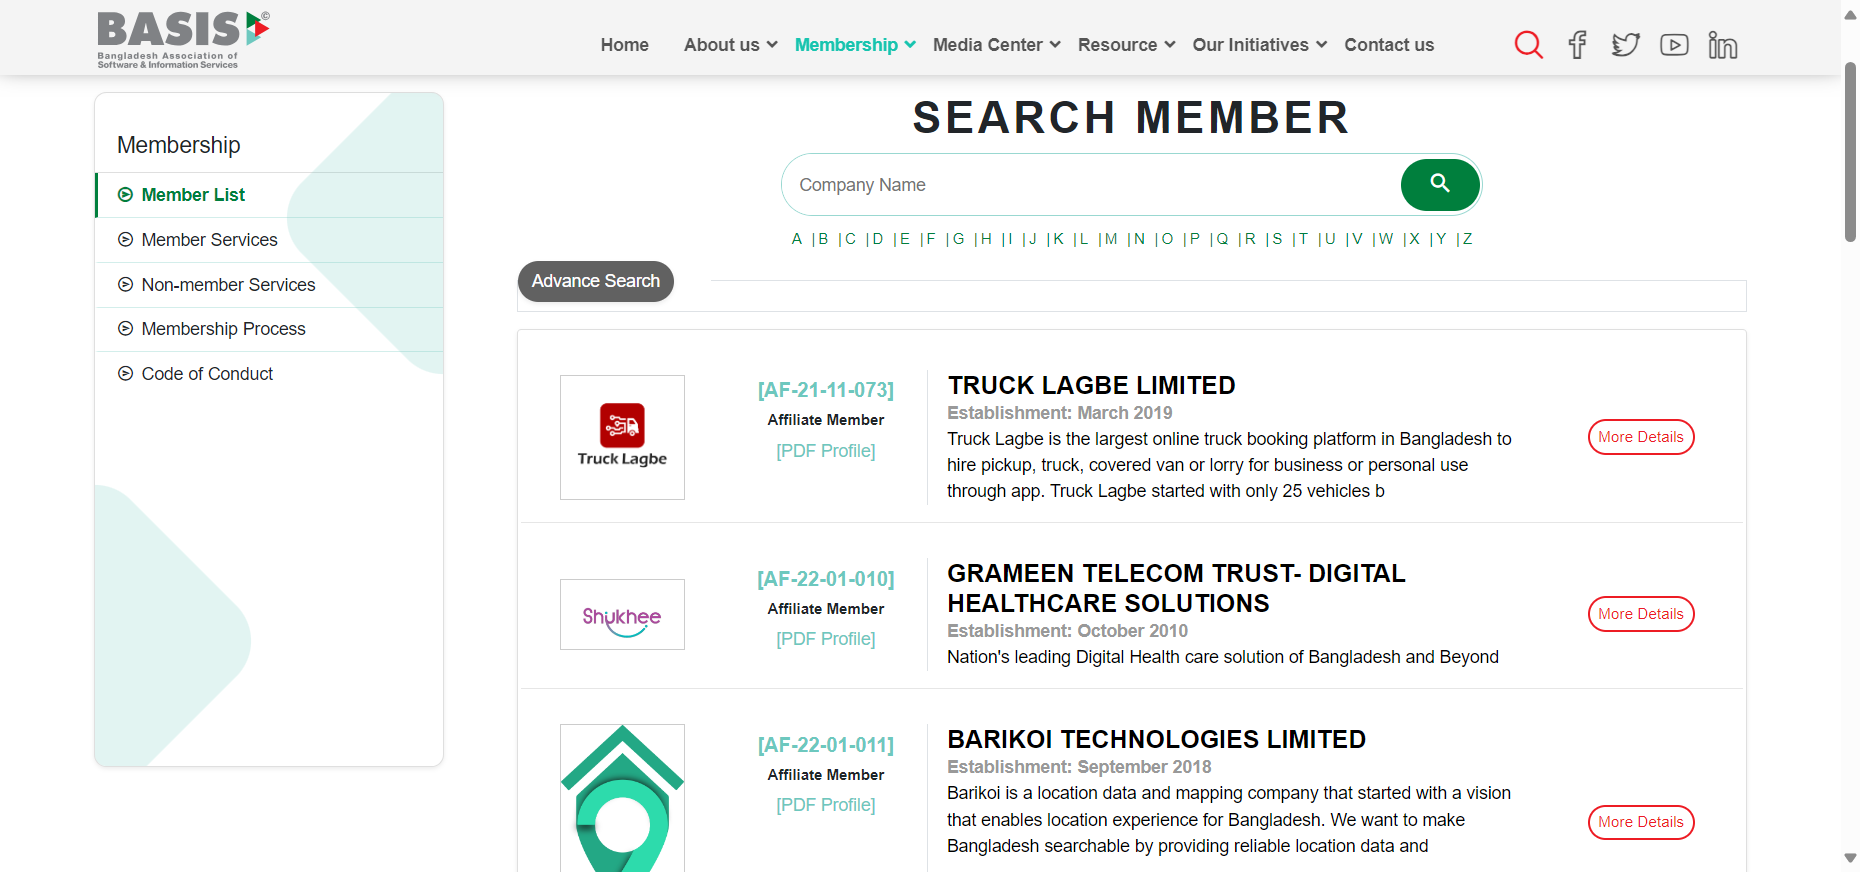 BASIS ©
Bangladesh Association of
Software & Information Services
Home About us Membership Media Center Resource Our Initiatives Contact us
Membership
Member List
Member Services
Non-member Services
Membership Process
Code of Conduct
SEARCH MEMBER
Company Name
A |B |C |D |E |F |G |H |I |J |K |L |M |N |O |P |Q |R |S |T |U |V |W |X |Y |Z
Advance Search
Truck Lagbe
[AF-21-11-073]
Affiliate Member
[PDF Profile]
TRUCK LAGBE LIMITED
Establishment: March 2019
Truck Lagbe is the largest online truck booking platform in Bangladesh to
hire pickup, truck, covered van or lorry for business or personal use
through app. Truck Lagbe started with only 25 vehicles b
More Details
Shukhee
[AF-22-01-010]
Affiliate Member
[PDF Profile]
GRAMEEN TELECOM TRUST- DIGITAL
HEALTHCARE SOLUTIONS
Establishment: October 2010
Nation's leading Digital Health care solution of Bangladesh and Beyond
More Details
[AF-22-01-011]
Affiliate Member
[PDF Profile]
BARIKOI TECHNOLOGIES LIMITED
Establishment: September 2018
Barikoi is a location data and mapping company that started with a vision
that enables location experience for Bangladesh. We want to make
Bangladesh searchable by providing reliable location data and
More Details